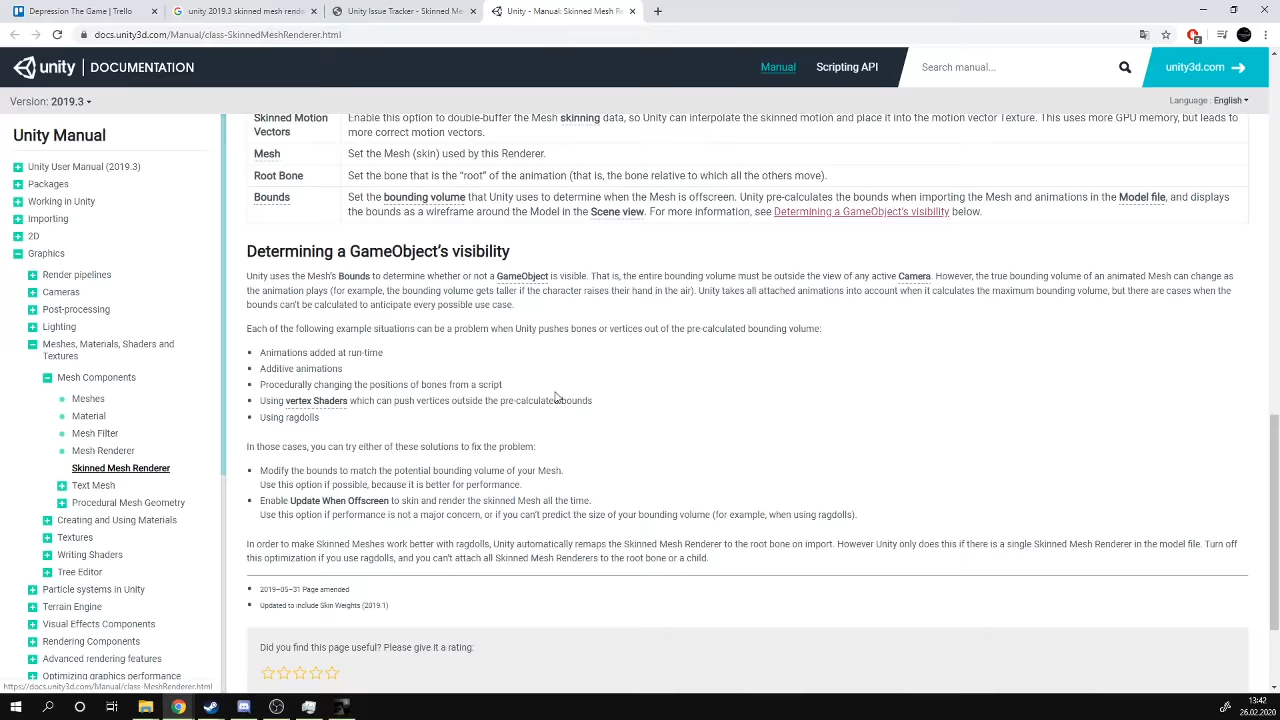 Depression The Game | Trello
unity 2019.3 skinned mesh rende
Unity Issue Tracker - Skinned Mes
Unity - Manual: Skinned Mesh Re
docs.unity3d.com/Manual/class-SkinnedMeshRenderer.html
2
unity | DOCUMENTATION
Manual
Scripting API
Search manual...
unity3d.com
Version: 2019.3
Language : English
Unity Manual
Unity User Manual (2019.3)
Packages
Working in Unity
Importing
2D
Graphics
Render pipelines
Cameras
Post-processing
Lighting
Meshes, Materials, Shaders and
Textures
Mesh Components
Meshes
Material
Mesh Filter
Mesh Renderer
Skinned Mesh Renderer
Text Mesh
Procedural Mesh Geometry
Creating and Using Materials
Textures
Writing Shaders
Tree Editor
Particle systems in Unity
Terrain Engine
Visual Effects Components
Rendering Components
Advanced rendering features
Optimizing graphics performance
https://docs.unity3d.com/Manual/class-MeshRenderer.html
Skinned Motion
Vectors
Enable this option to double-buffer the Mesh skinning data, so Unity can interpolate the skinned motion and place it into the motion vector Texture. This uses more GPU memory, but leads to
more correct motion vectors.
Mesh
Set the Mesh (skin) used by this Renderer.
Root Bone
Set the bone that is the “root” of the animation (that is, the bone relative to which all the others move).
Bounds
Set the bounding volume that Unity uses to determine when the Mesh is offscreen. Unity pre-calculates the bounds when importing the Mesh and animations in the Model file, and displays
the bounds as a wireframe around the Model in the Scene view. For more information, see Determining a GameObject’s visibility below.
Determining a GameObject’s visibility
Unity uses the Mesh’s Bounds to determine whether or not a GameObject is visible. That is, the entire bounding volume must be outside the view of any active Camera. However, the true bounding volume of an animated Mesh can change as
the animation plays (for example, the bounding volume gets taller if the character raises their hand in the air). Unity takes all attached animations into account when it calculates the maximum bounding volume, but there are cases when the
bounds can’t be calculated to anticipate every possible use case.
Each of the following example situations can be a problem when Unity pushes bones or vertices out of the pre-calculated bounding volume:
Animations added at run-time
Additive animations
Procedurally changing the positions of bones from a script
Using vertex Shaders which can push vertices outside the pre-calculated bounds
Using ragdolls
In those cases, you can try either of these solutions to fix the problem:
Modify the bounds to match the potential bounding volume of your Mesh.
Use this option if possible, because it is better for performance.
Enable Update When Offscreen to skin and render the skinned Mesh all the time.
Use this option if performance is not a major concern, or if you can’t predict the size of your bounding volume (for example, when using ragdolls).
In order to make Skinned Meshes work better with ragdolls, Unity automatically remaps the Skinned Mesh Renderer to the root bone on import. However Unity only does this if there is a single Skinned Mesh Renderer in the model file. Turn off
this optimization if you use ragdolls, and you can’t attach all Skinned Mesh Renderers to the root bone or a child.
2019–05–31 Page amended
Updated to include Skin Weights (2019.1)
Did you find this page useful? Please give it a rating:
13:42
26.02.2020